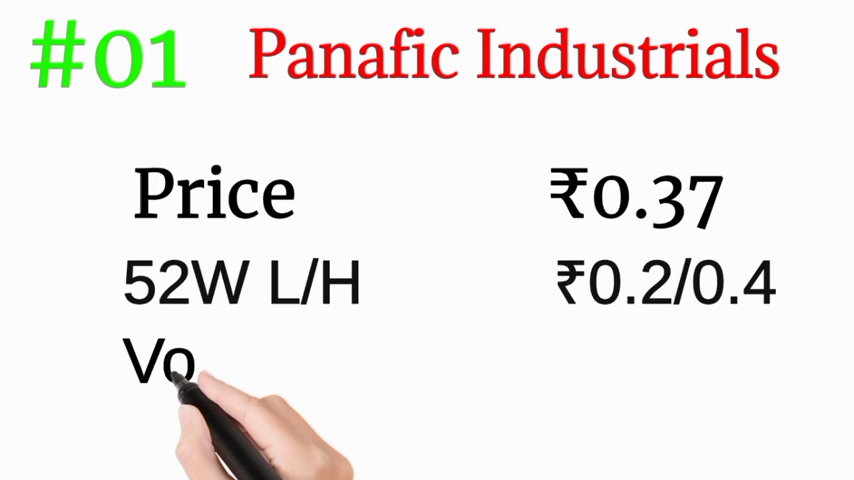 #01 Panafic Industrials
Price ₹0.37
52W L/H ₹0.2/0.4
Vo